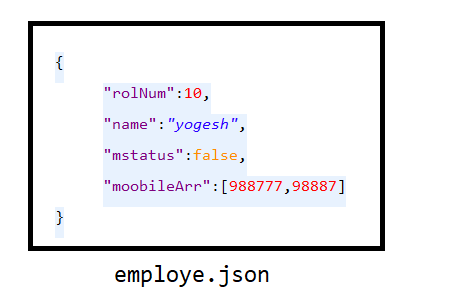 {
"rolNum":10,
"name":"yogesh",
"mstatus":false,
"moobileArr":[988777,98887]
}
employe.json